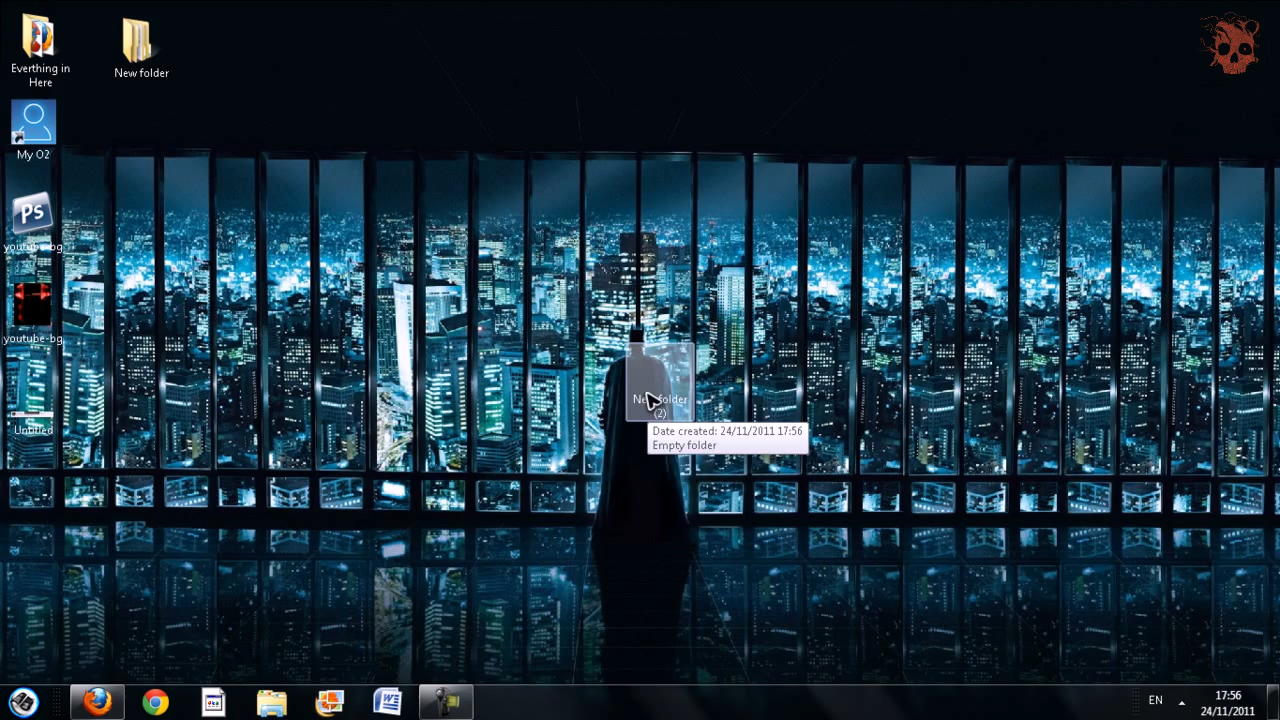 Everthing in
Here
New folder
My O2
Ps
youtube-bg
youtube-bg
Untitled
New folder
(2)
Date created: 24/11/2011 17:56
Empty folder
EN
17:56
24/11/2011